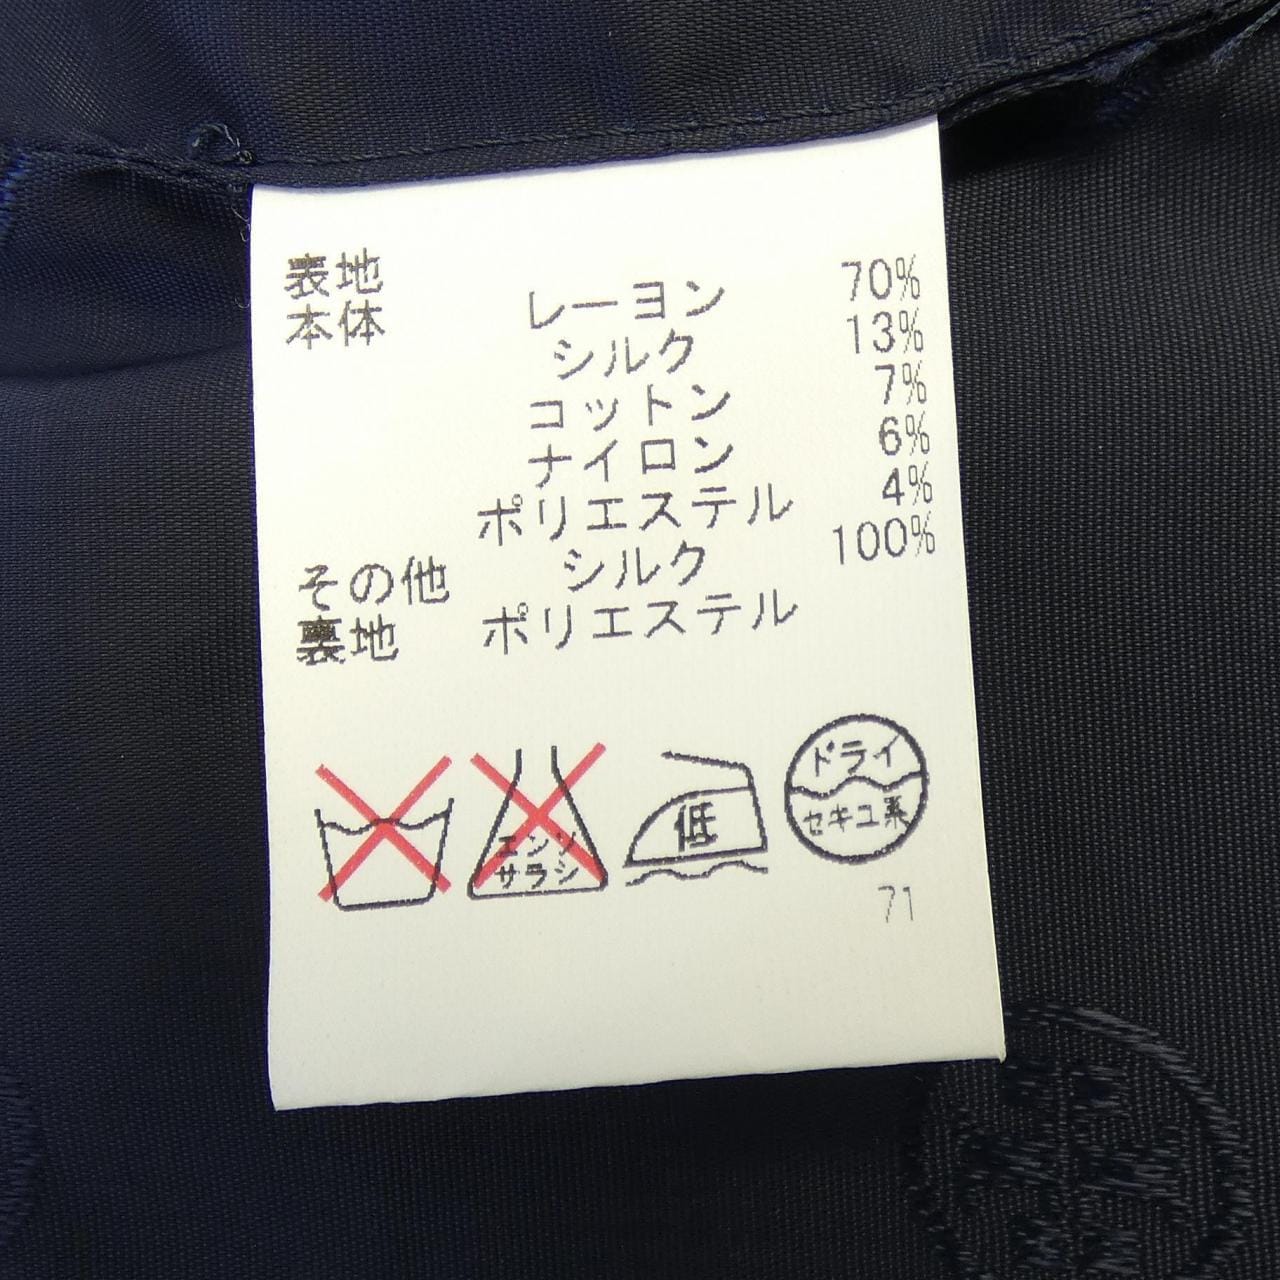 表地
本体 レーヨン 70%
シルク 13%
コットン 7%
ナイロン 6%
ポリエステル 4%
その他 シルク 100%
裏地 ポリエステル
エンソ
サラシ
低
ドライ
セキユ系
71